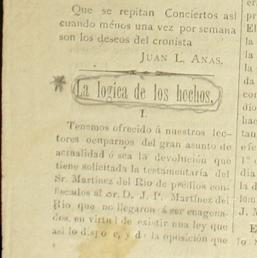 Que se repitan Conciertos así
cuando ménos una vez por semana
son los deseos del cronista
JUAN L. ANAS.
La logica de los hechos.
I.
Tenemos ofrecido á nuestros lec-
tores ocuparnos del gran asunto de
actualidad ó sea la devolucion que
tiene solicitada la testamentaría del
Sr. Martinez del Rio de prédios con-
fiscados al Sr. D. J. P. Martinez del
Rio, que no llegaron á ser enagena-
dos, en virtud de existir una ley que
así lo dispone, y de la oposicion que